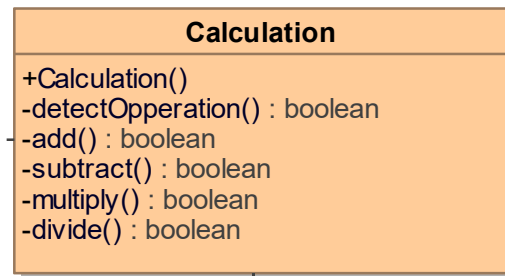 Calculation
+Calculation()
-detectOpperation() : boolean
-add() : boolean
-subtract() : boolean
-multiply() : boolean
-divide() : boolean